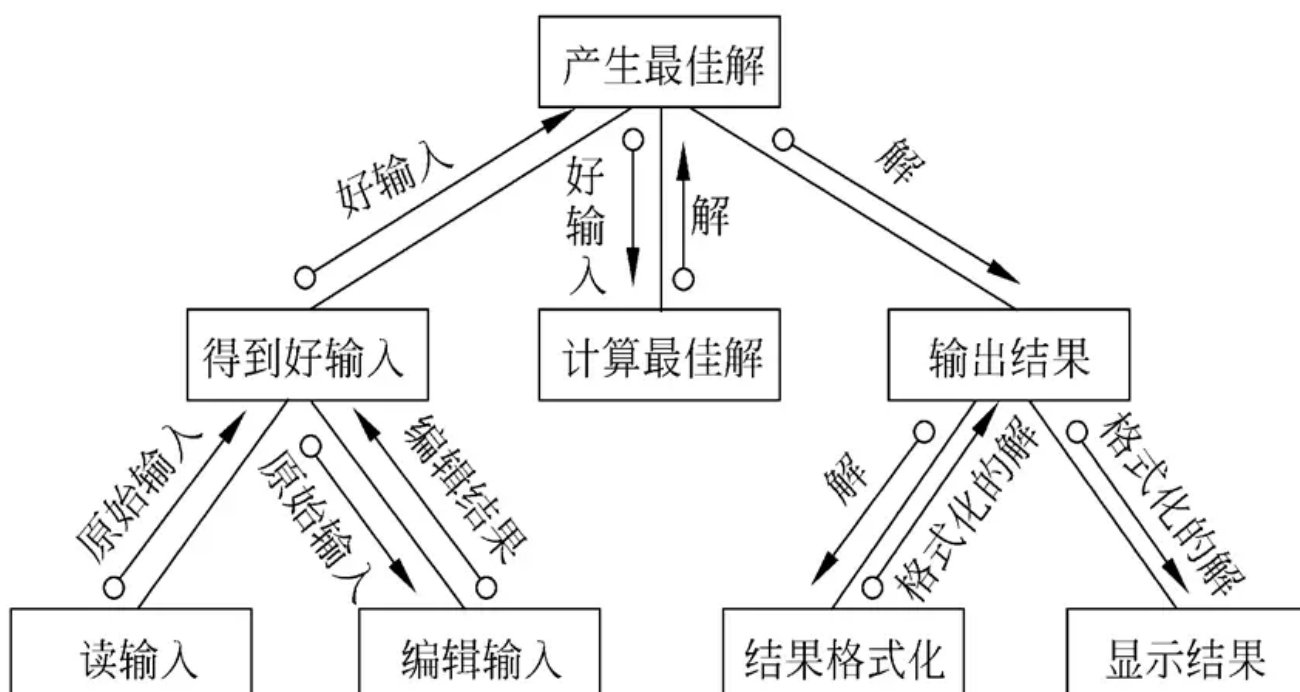 产生最佳解
好输入
好输入
解
解
得到好输入
计算最佳解
输出结果
原始输入
原始输入
编辑结果
解
格式化的解
格式化的解
读输入
编辑输入
结果格式化
显示结果